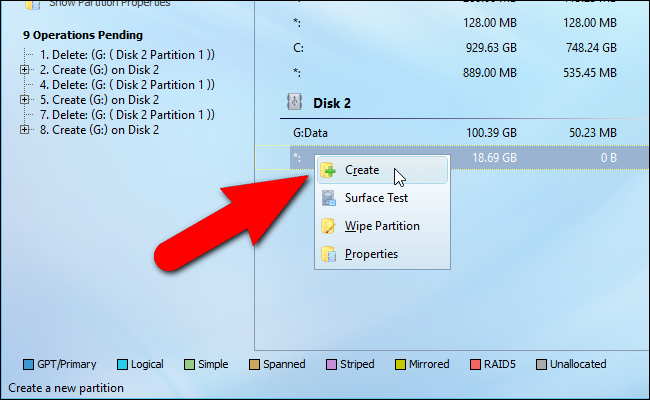 Show Partition Properties
9 Operations Pending
1. Delete: (G: ( Disk 2 Partition 1 ))
2. Create (G:) on Disk 2
4. Delete: (G: ( Disk 2 Partition 1 ))
5. Create (G:) on Disk 2
7. Delete: (G: ( Disk 2 Partition 1 ))
8. Create (G:) on Disk 2
*: 128.00 MB 128.00 MB
C: 929.63 GB 748.24 GB
*: 889.00 MB 535.45 MB
Disk 2
G:Data 100.39 GB 50.23 MB
*: 18.69 GB 0 B
Create
Surface Test
Wipe Partition
Properties
GPT/Primary Logical Simple Spanned Striped Mirrored RAID5 Unallocated
Create a new partition